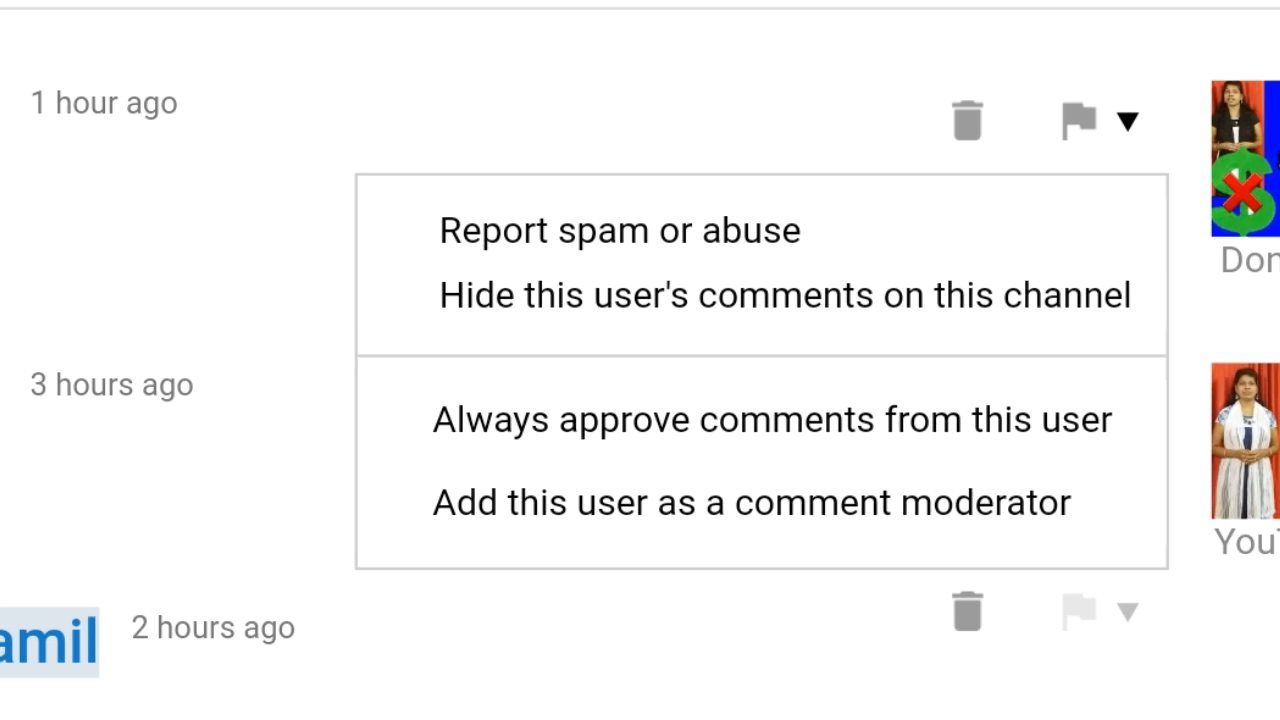 1 hour ago
Report spam or abuse
Hide this user's comments on this channel
Don
3 hours ago
Always approve comments from this user
Add this user as a comment moderator
You
amil
2 hours ago